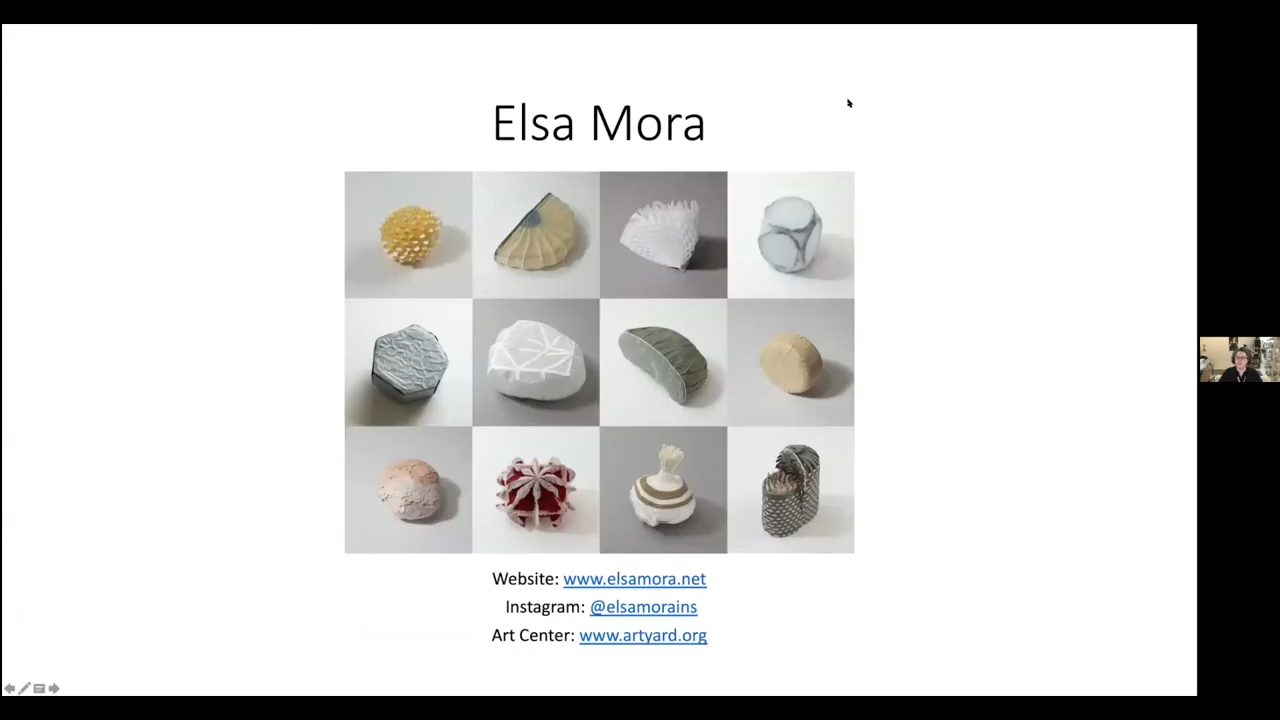 Elsa Mora
Website: www.elsamora.net
Instagram: @elsamorains
Art Center: www.artyard.org